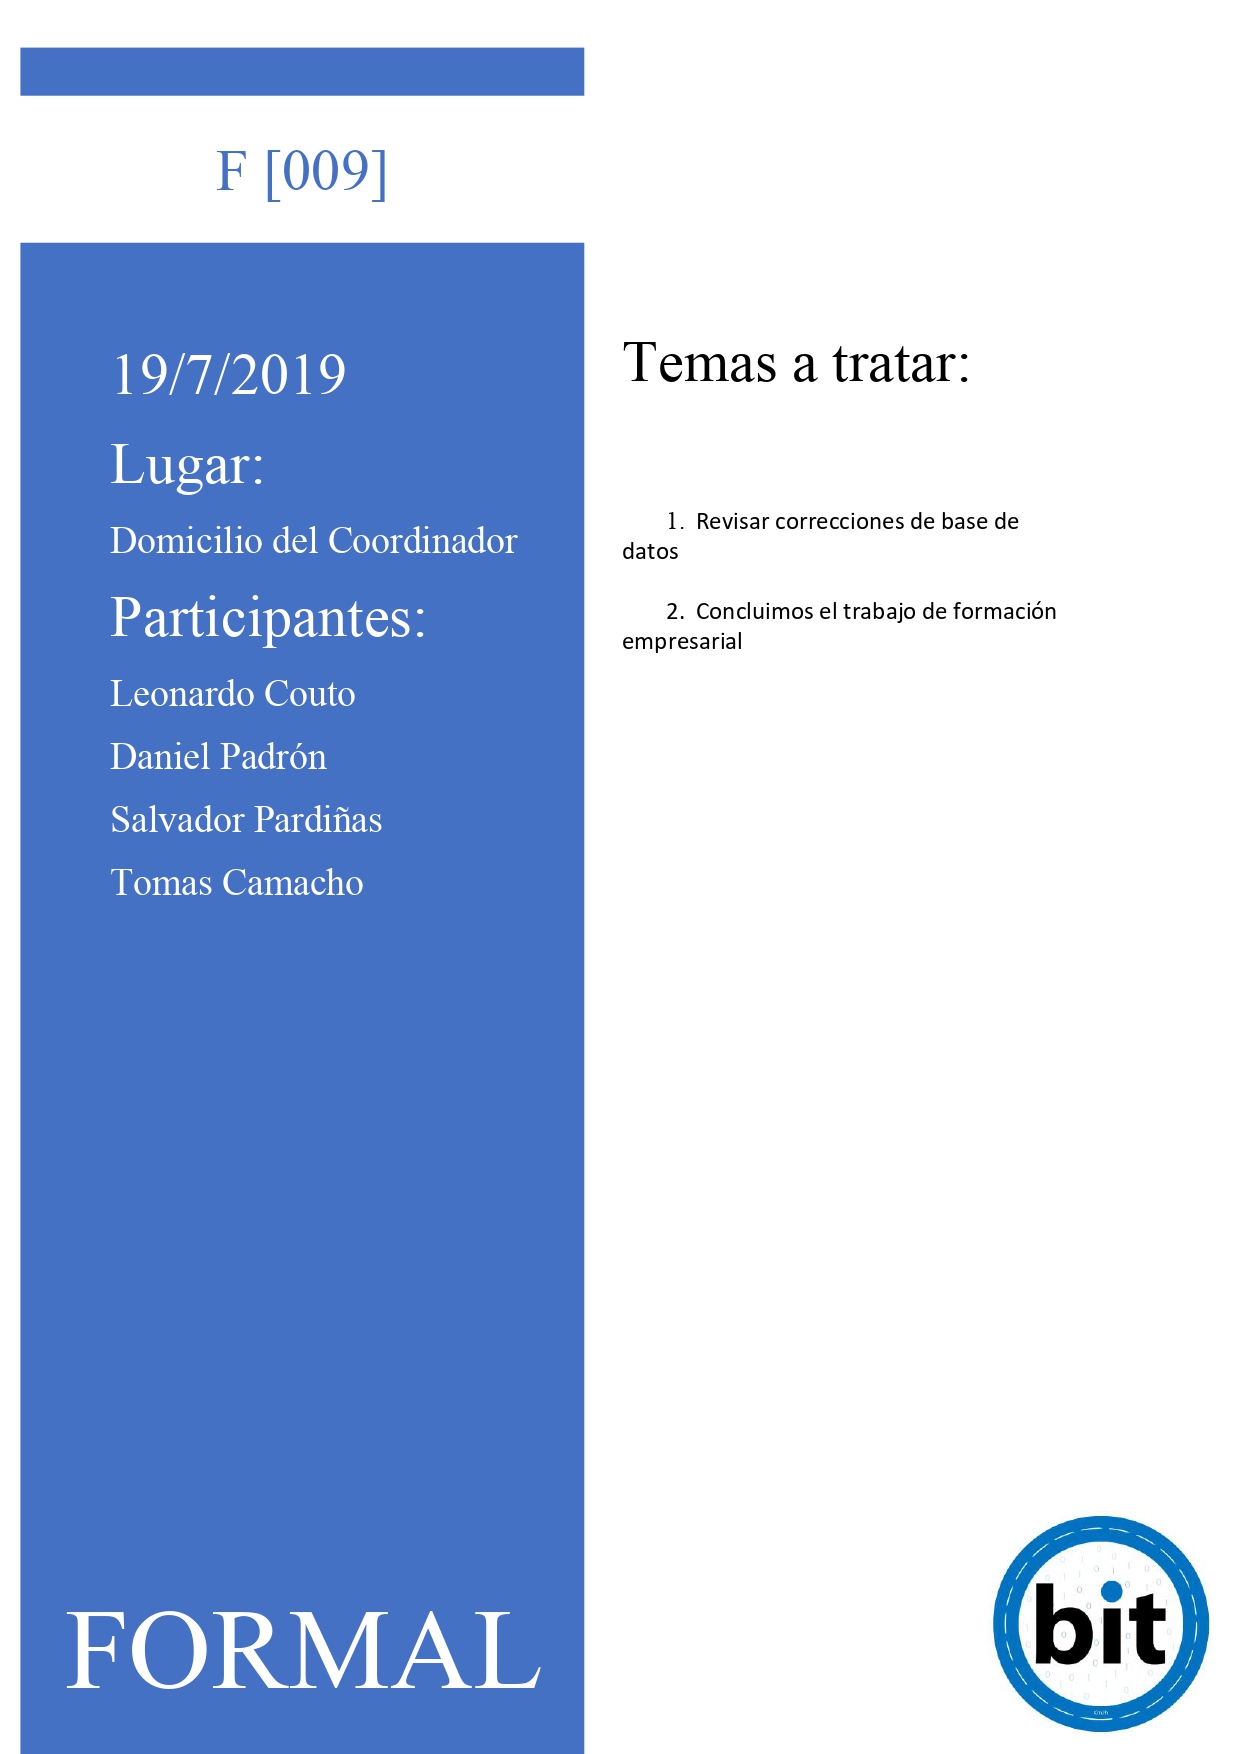 F [009]
19/7/2019
Lugar:
Domicilio del Coordinador
Participantes:
Leonardo Couto
Daniel Padrón
Salvador Pardiñas
Tomas Camacho
FORMAL
Temas a tratar:
1. Revisar correcciones de base de
datos
2. Concluimos el trabajo de formación
empresarial
bit